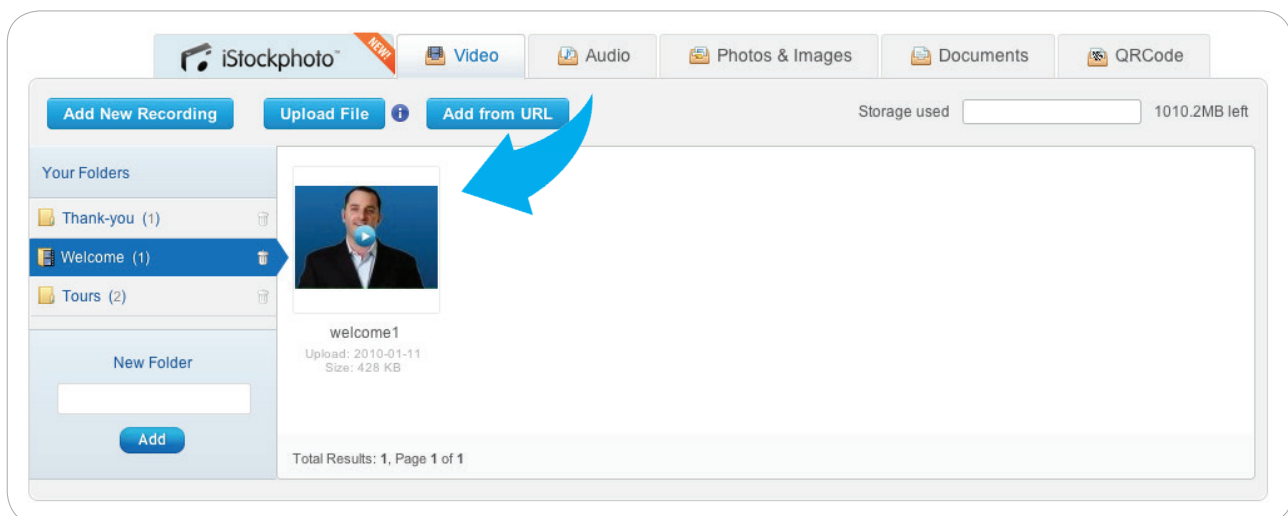 iStockphoto™ NEW! Video Audio Photos & Images Documents QRCode
Add New Recording Upload File i Add from URL Storage used 1010.2MB left
Your Folders
Thank-you (1)
Welcome (1)
Tours (2)
New Folder
Add
welcome1
Upload: 2010-01-11
Size: 428 KB
Total Results: 1, Page 1 of 1